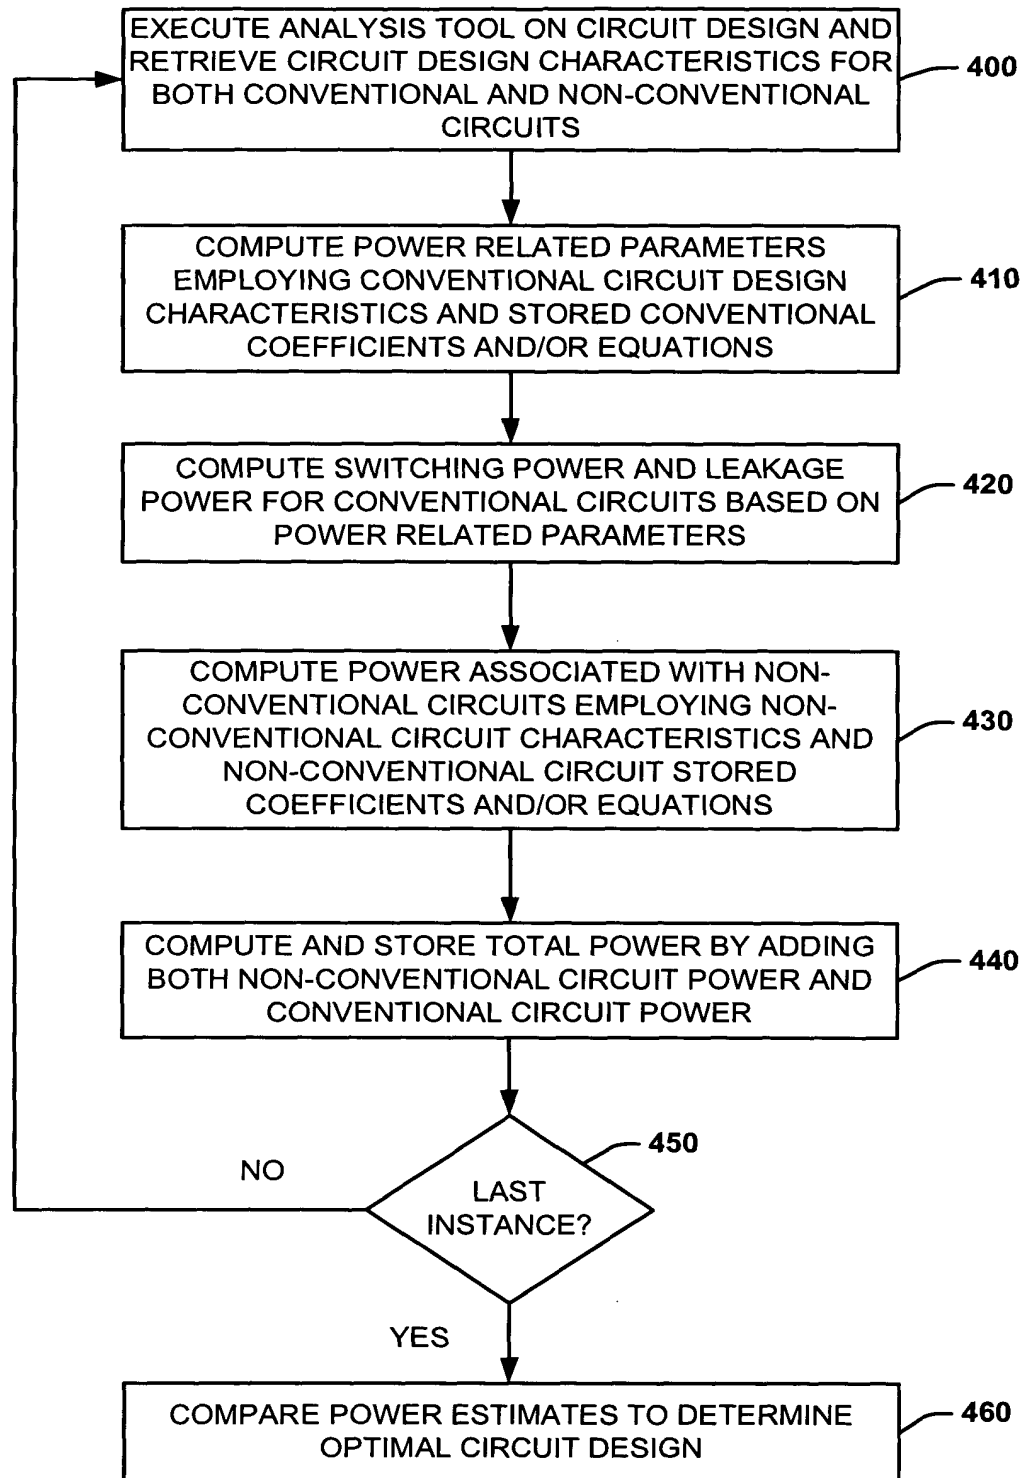 EXECUTE ANALYSIS TOOL ON CIRCUIT DESIGN AND
RETRIEVE CIRCUIT DESIGN CHARACTERISTICS FOR
BOTH CONVENTIONAL AND NON-CONVENTIONAL
CIRCUITS
400
COMPUTE POWER RELATED PARAMETERS
EMPLOYING CONVENTIONAL CIRCUIT DESIGN
CHARACTERISTICS AND STORED CONVENTIONAL
COEFFICIENTS AND/OR EQUATIONS
410
COMPUTE SWITCHING POWER AND LEAKAGE
POWER FOR CONVENTIONAL CIRCUITS BASED ON
POWER RELATED PARAMETERS
420
COMPUTE POWER ASSOCIATED WITH NON-
CONVENTIONAL CIRCUITS EMPLOYING NON-
CONVENTIONAL CIRCUIT CHARACTERISTICS AND
NON-CONVENTIONAL CIRCUIT STORED
COEFFICIENTS AND/OR EQUATIONS
430
COMPUTE AND STORE TOTAL POWER BY ADDING
BOTH NON-CONVENTIONAL CIRCUIT POWER AND
CONVENTIONAL CIRCUIT POWER
440
450
NO
LAST
INSTANCE?
YES
COMPARE POWER ESTIMATES TO DETERMINE
OPTIMAL CIRCUIT DESIGN
460